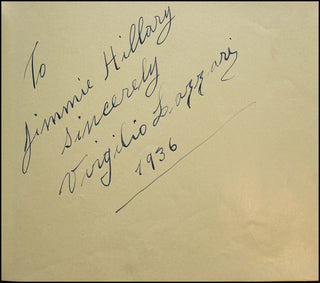 To
Jimmie Hillary
Sincerely
Virgilio Lazzari
1936